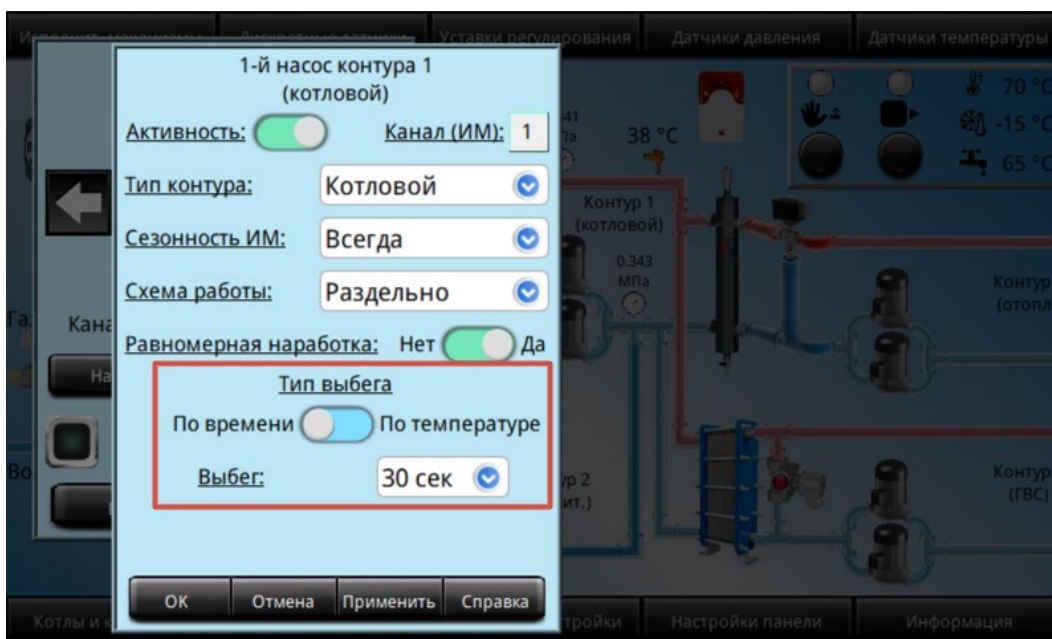 Уставки регулирования
Датчики давления
Датчики температуры
1-й насос контура 1
(котловой)
Активность:
Канал (ИМ): 1
Тип контура: Котловой
Сезонность ИМ: Всегда
Схема работы: Раздельно
Равномерная наработка: Нет Да
Тип выбега
По времени По температуре
Выбег: 30 сек
ОК Отмена Применить Справка
38 °C
70 °C
-15 °C
65 °C
Контур 1
(котловой)
0.343
МПа
Контур
(отопл
Контур
(ГВС)
Котлы и к
Настройки панели
Информация